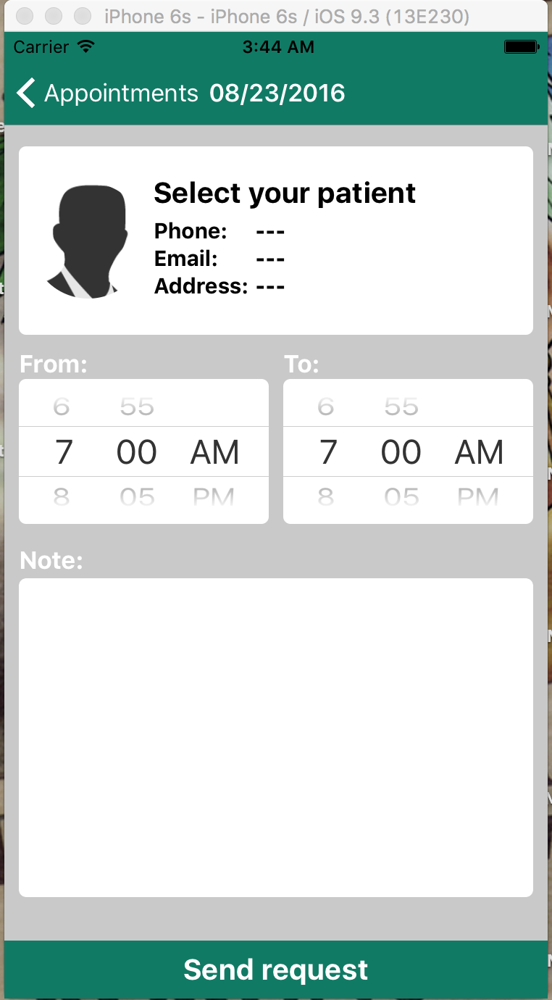 iPhone 6s - iPhone 6s / iOS 9.3 (13E230)
Carrier 3:44 AM
Appointments 08/23/2016
Select your patient
Phone: ---
Email: ---
Address: ---
From: To:
6 55 6 55
7 00 AM 7 00 AM
8 05 PM 8 05 PM
Note:
Send request